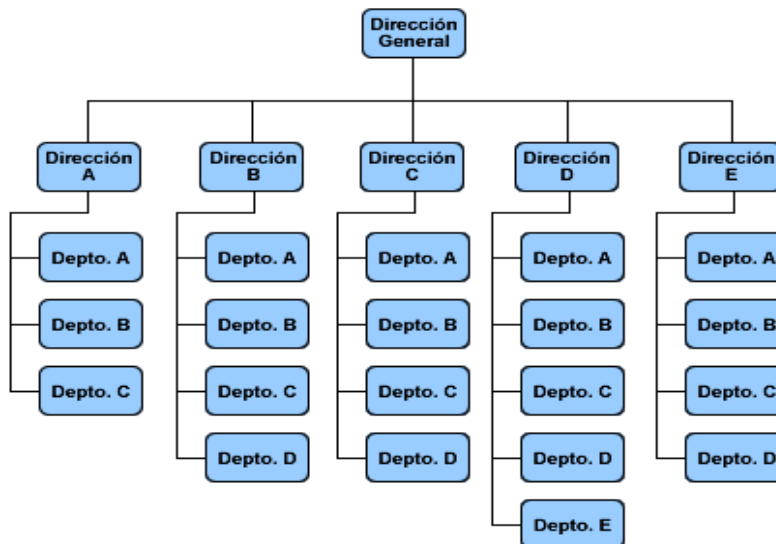 Dirección
General
Dirección
A
Dirección
B
Dirección
C
Dirección
D
Dirección
E
Depto. A
Depto. A
Depto. A
Depto. A
Depto. A
Depto. B
Depto. B
Depto. B
Depto. B
Depto. B
Depto. C
Depto. C
Depto. C
Depto. C
Depto. C
Depto. D
Depto. D
Depto. D
Depto. D
Depto. E